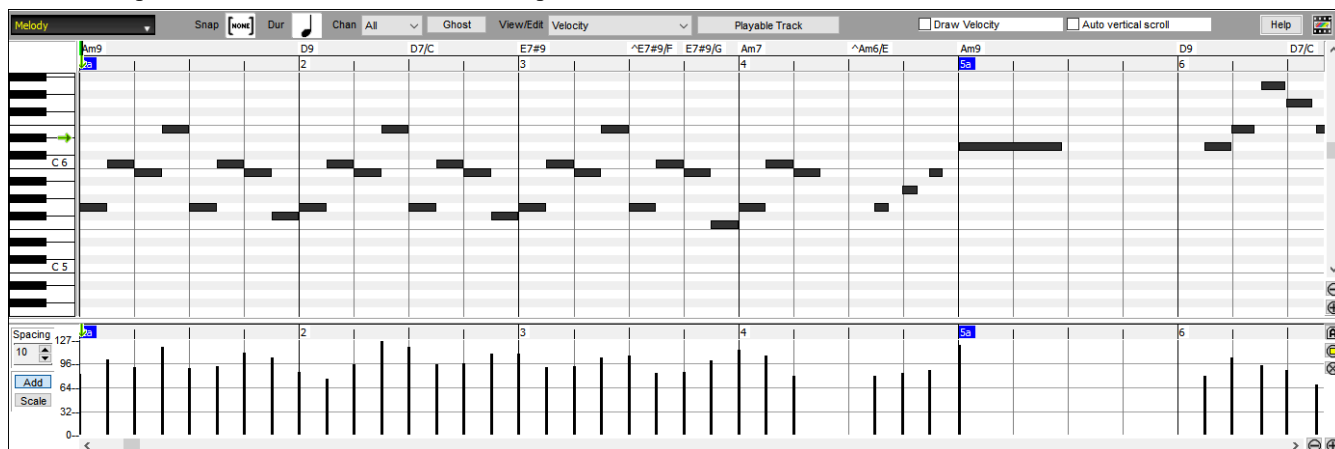 Melody Snap [NONE] Dur Chan All Ghost View/Edit Velocity Playable Track Draw Velocity Auto vertical scroll Help
Am9 D9 D7/C E7#9 ^E7#9/F E7#9/G Am7 ^Am6/E Am9 D9 D7/C
2 3 4 5a 6
C 6
C 5
Spacing
2 3 4 5a 6
127
10
96
Add
64
Scale
32
0